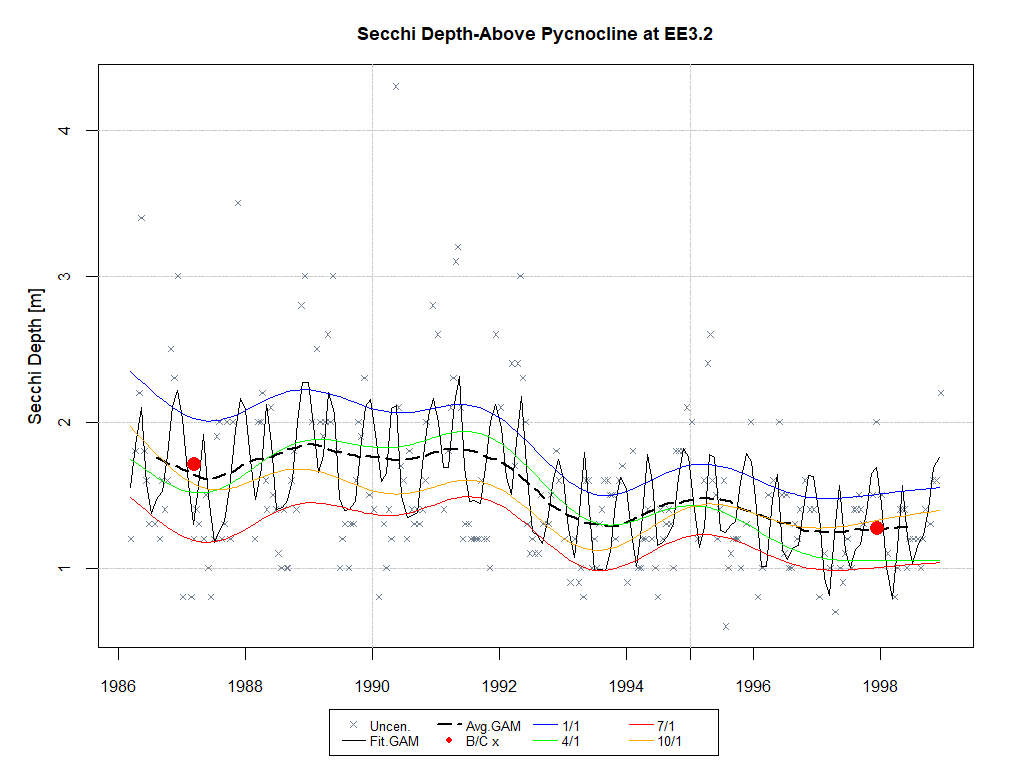 Secchi Depth-Above Pycnocline at EE3.2
Secchi Depth [m]
4
3
2
1
1986 1988 1990 1992 1994 1996 1998
Uncen. Avg.GAM 1/1 7/1
Fit.GAM B/C x 4/1 10/1